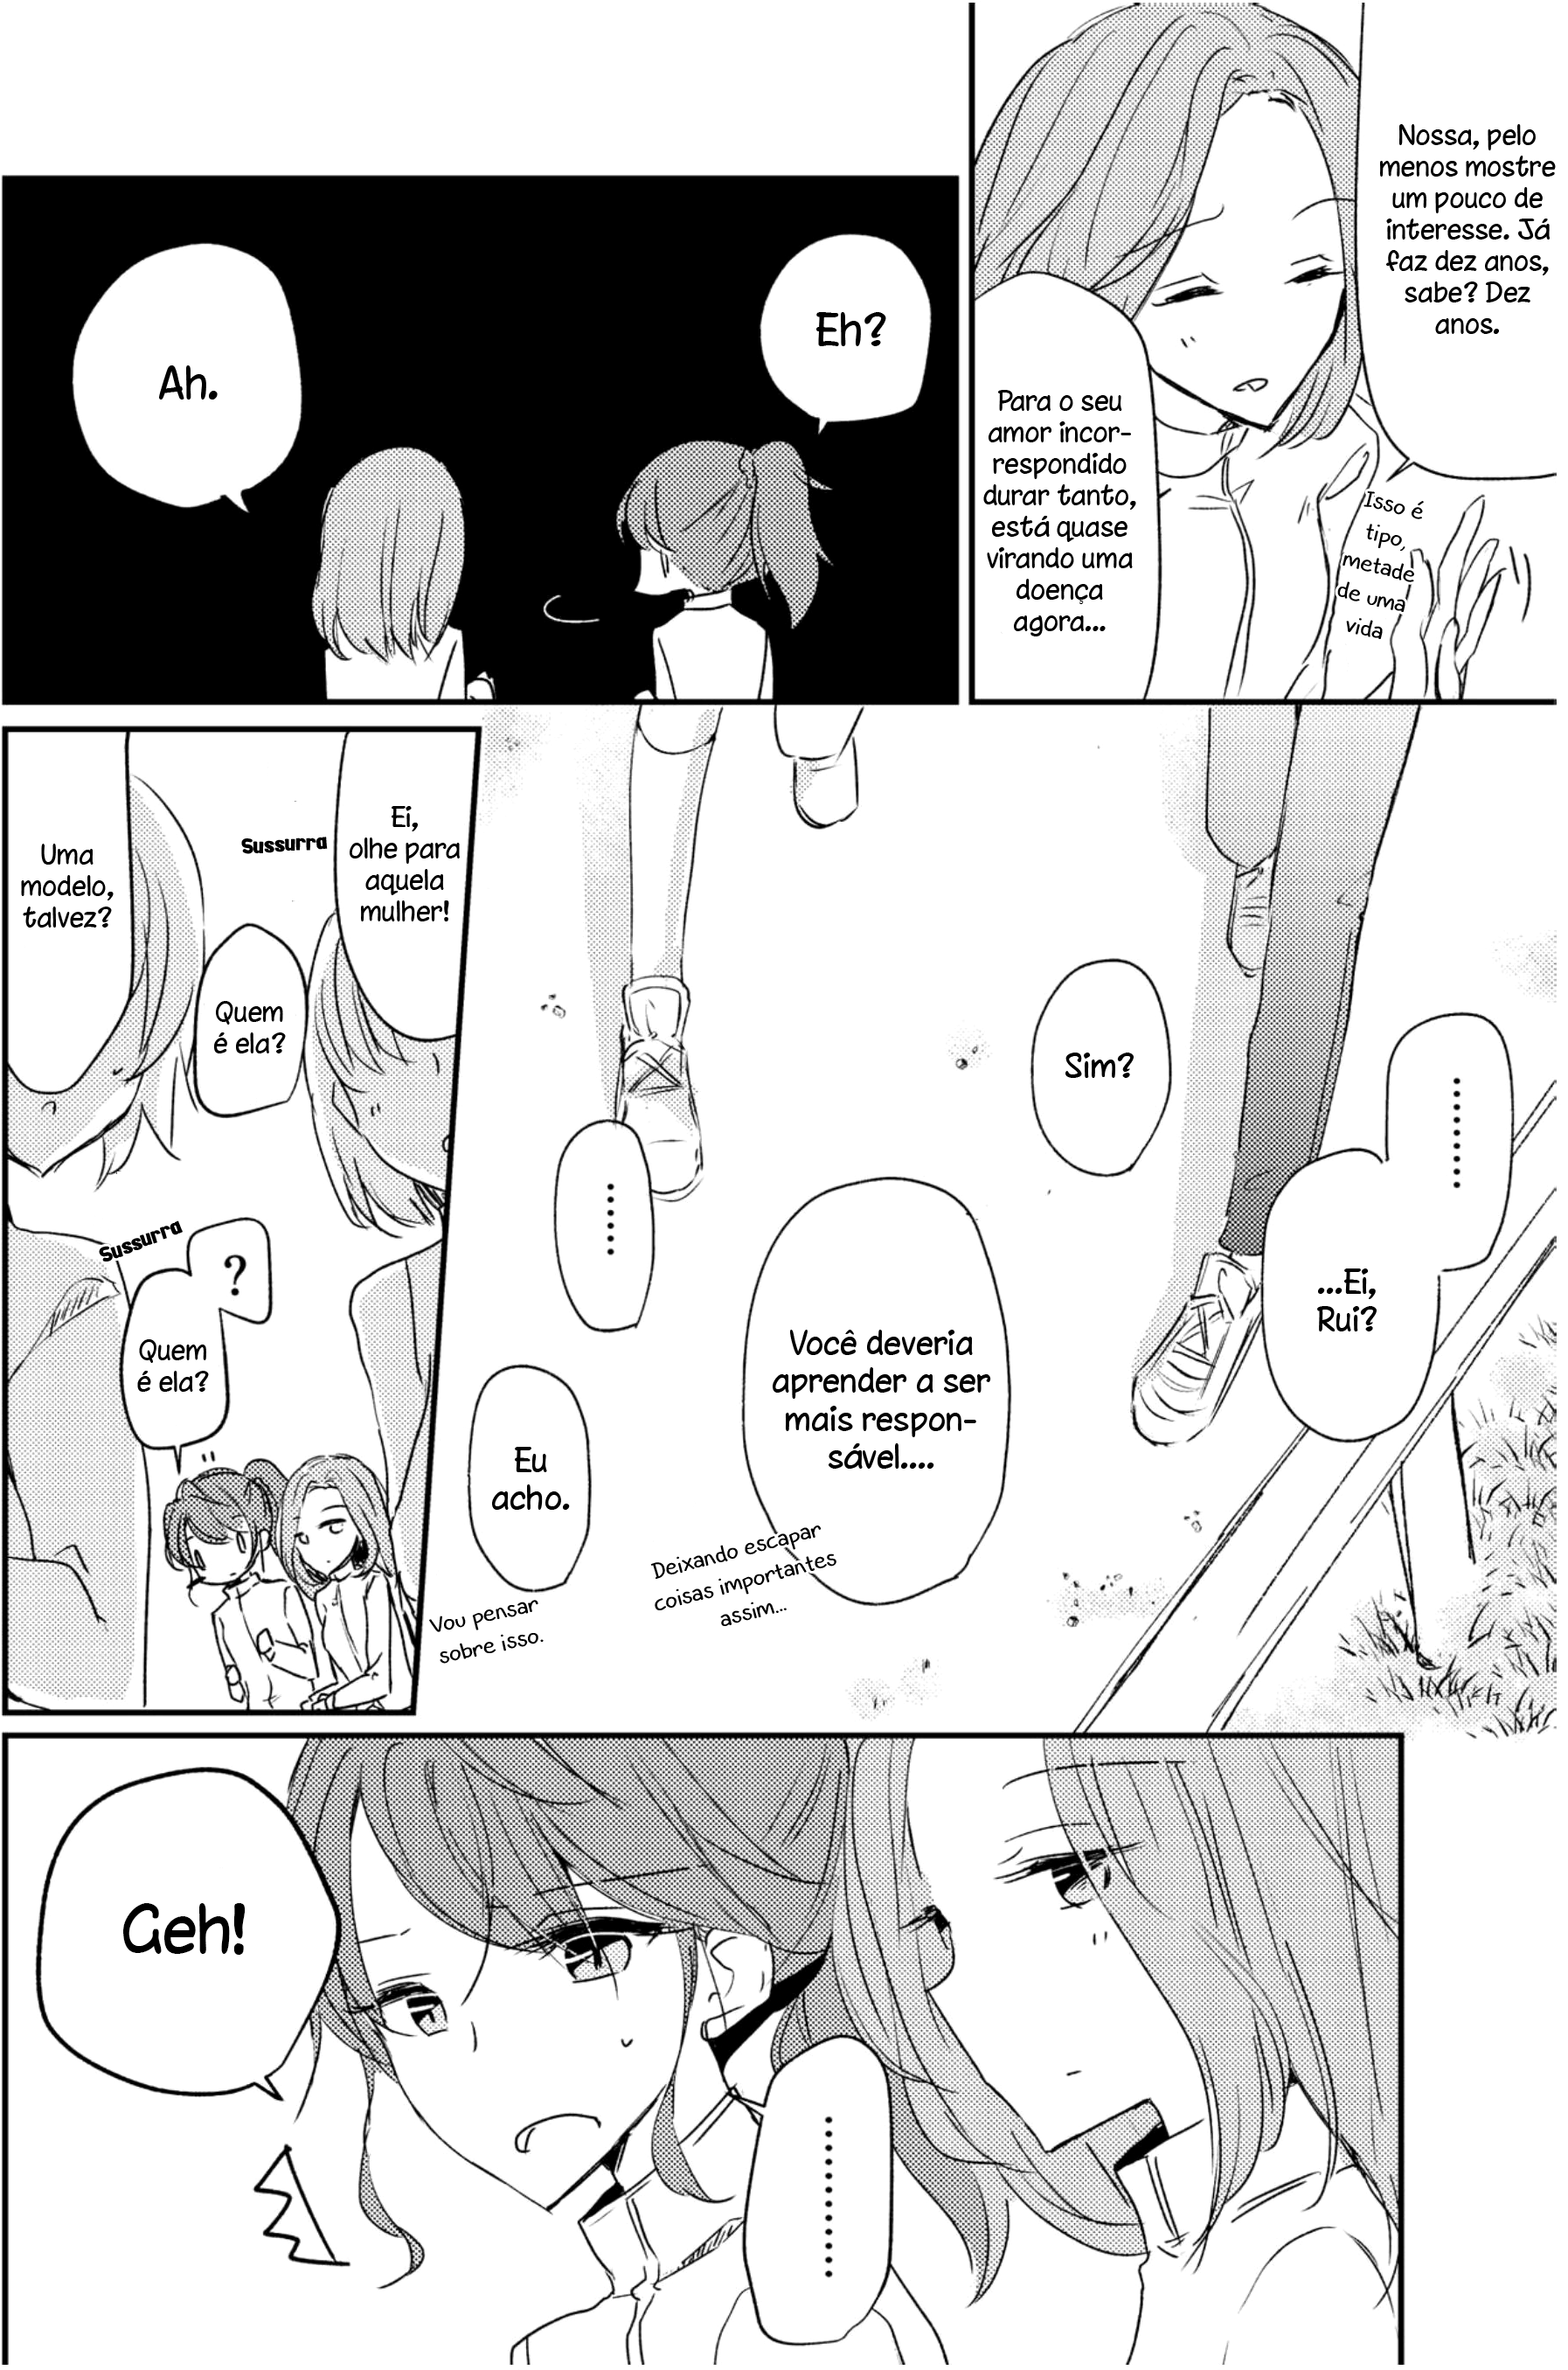 Nossa, pelo
menos mostre
um pouco de
interesse. Já
faz dez anos,
sabe? Dez
anos.
Isso é
tipo,
metade
de uma
vida
Para o seu
amor incor-
respondido
durar tanto,
está quase
virando uma
doença
agora...
Eh?
Ah.
.........
...Ei,
Rui?
Sim?
Você deveria
aprender a ser
mais respon-
sável....
Deixando escapar
coisas importantes
assim...
.......
Eu
acho.
Vou pensar
sobre isso.
Ei,
olhe para
aquela
mulher!
Sussurra
Quem
é ela?
Uma
modelo,
talvez?
Sussurra
?
Quem
é ela?
.............
Geh!